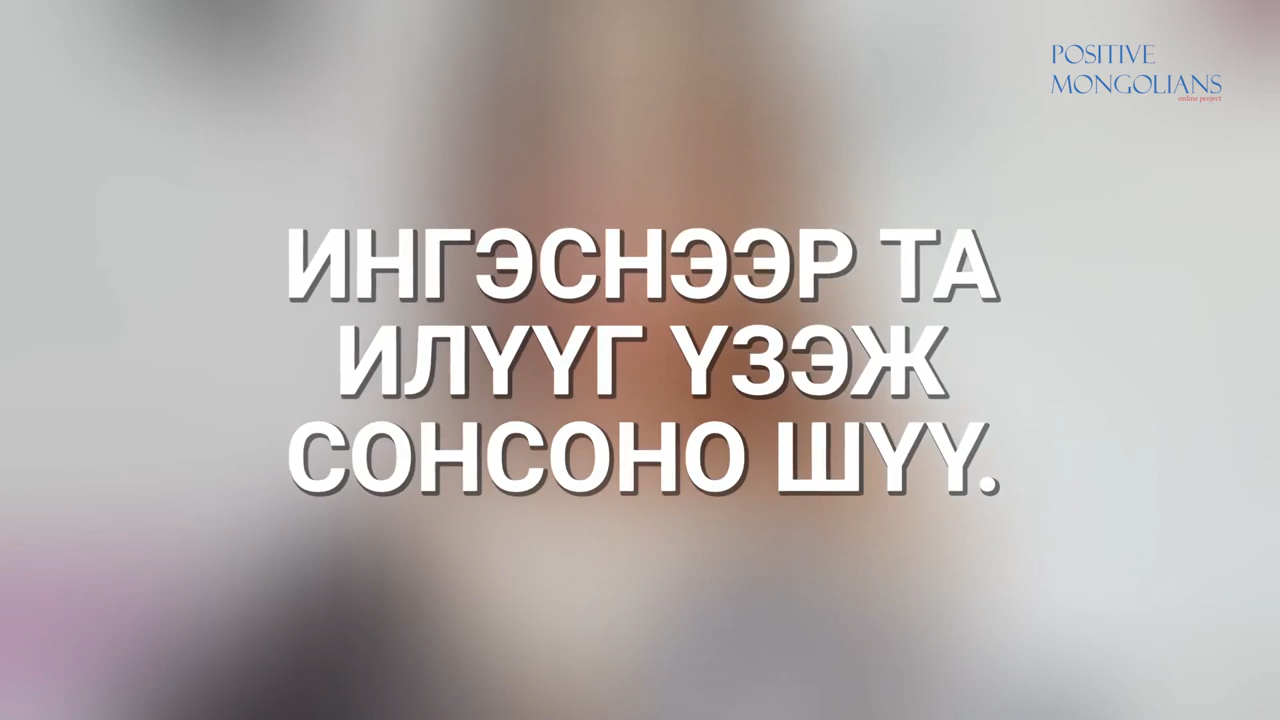 POSITIVE
MONGOLIANS
online project
ИНГЭСНЭЭР ТА
ИЛҮҮГ ҮЗЭЖ
СОНСОНО ШҮҮ.